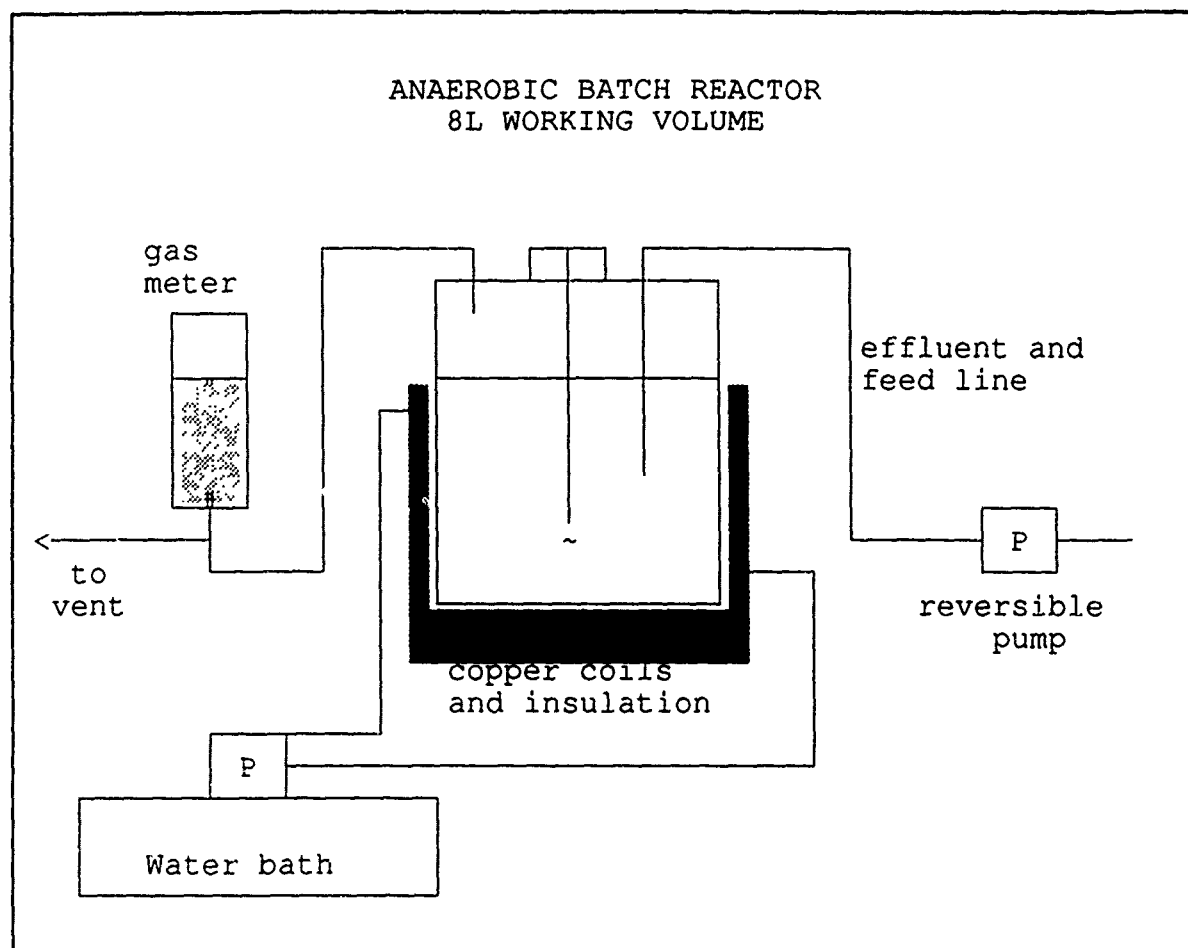 ANAEROBIC BATCH REACTOR
8L WORKING VOLUME
gas
meter
effluent and
feed line
<
~
P
to
vent
reversible
pump
copper coils
and insulation
P
Water bath